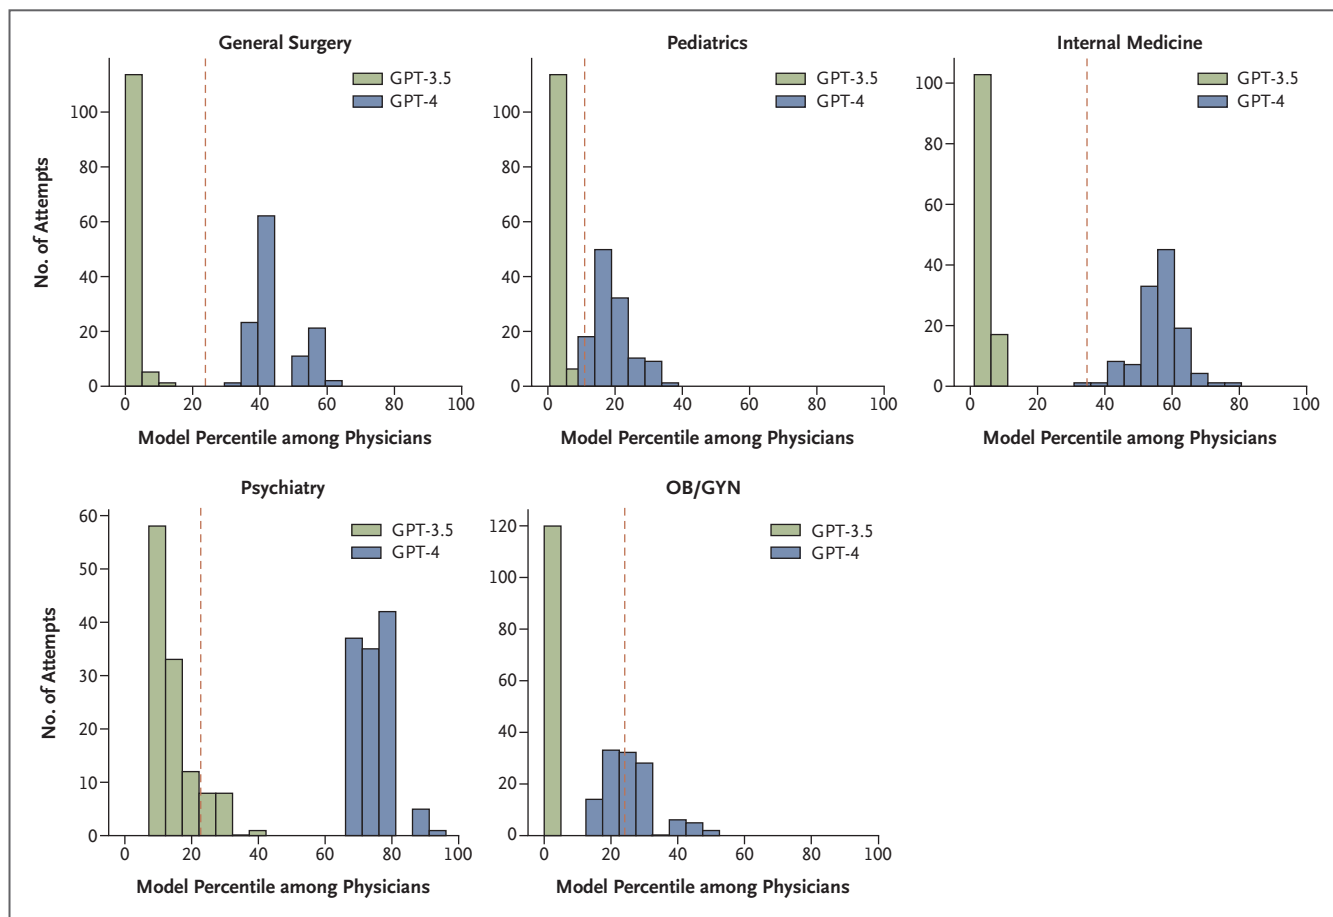 General Surgery
GPT-3.5
GPT-4
No. of Attempts
100
80
60
40
20
0
0 20 40 60 80 100
Model Percentile among Physicians
Pediatrics
GPT-3.5
GPT-4
100
80
60
40
20
0
0 20 40 60 80 100
Model Percentile among Physicians
Internal Medicine
GPT-3.5
GPT-4
100
80
60
40
20
0
0 20 40 60 80 100
Model Percentile among Physicians
Psychiatry
GPT-3.5
GPT-4
No. of Attempts
60
50
40
30
20
10
0
0 20 40 60 80 100
Model Percentile among Physicians
OB/GYN
GPT-3.5
GPT-4
120
100
80
60
40
20
0
0 20 40 60 80 100
Model Percentile among Physicians